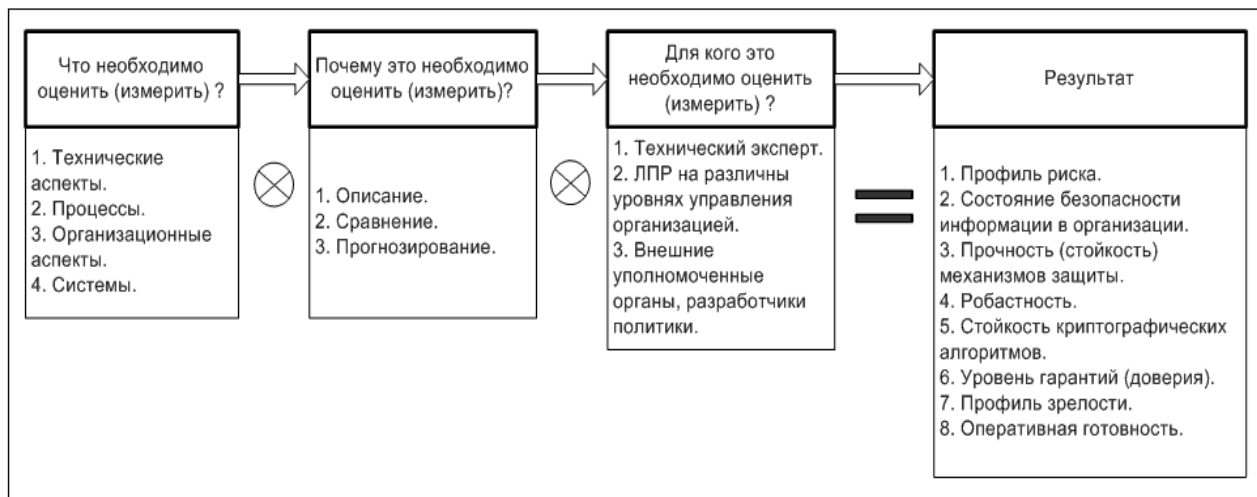 Что необходимо
оценить (измерить) ?
1. Технические
аспекты.
2. Процессы.
3. Организационные
аспекты.
4. Системы.
Почему это необходимо
оценить (измерить)?
1. Описание.
2. Сравнение.
3. Прогнозирование.
Для кого это
необходимо оценить
(измерить) ?
1. Технический эксперт.
2. ЛПР на различны
уровнях управления
организацией.
3. Внешние
уполномоченные
органы, разработчики
политики.
Результат
1. Профиль риска.
2. Состояние безопасности
информации в организации.
3. Прочность (стойкость)
механизмов защиты.
4. Робастность.
5. Стойкость криптографических
алгоритмов.
6. Уровень гарантий (доверия).
7. Профиль зрелости.
8. Оперативная готовность.